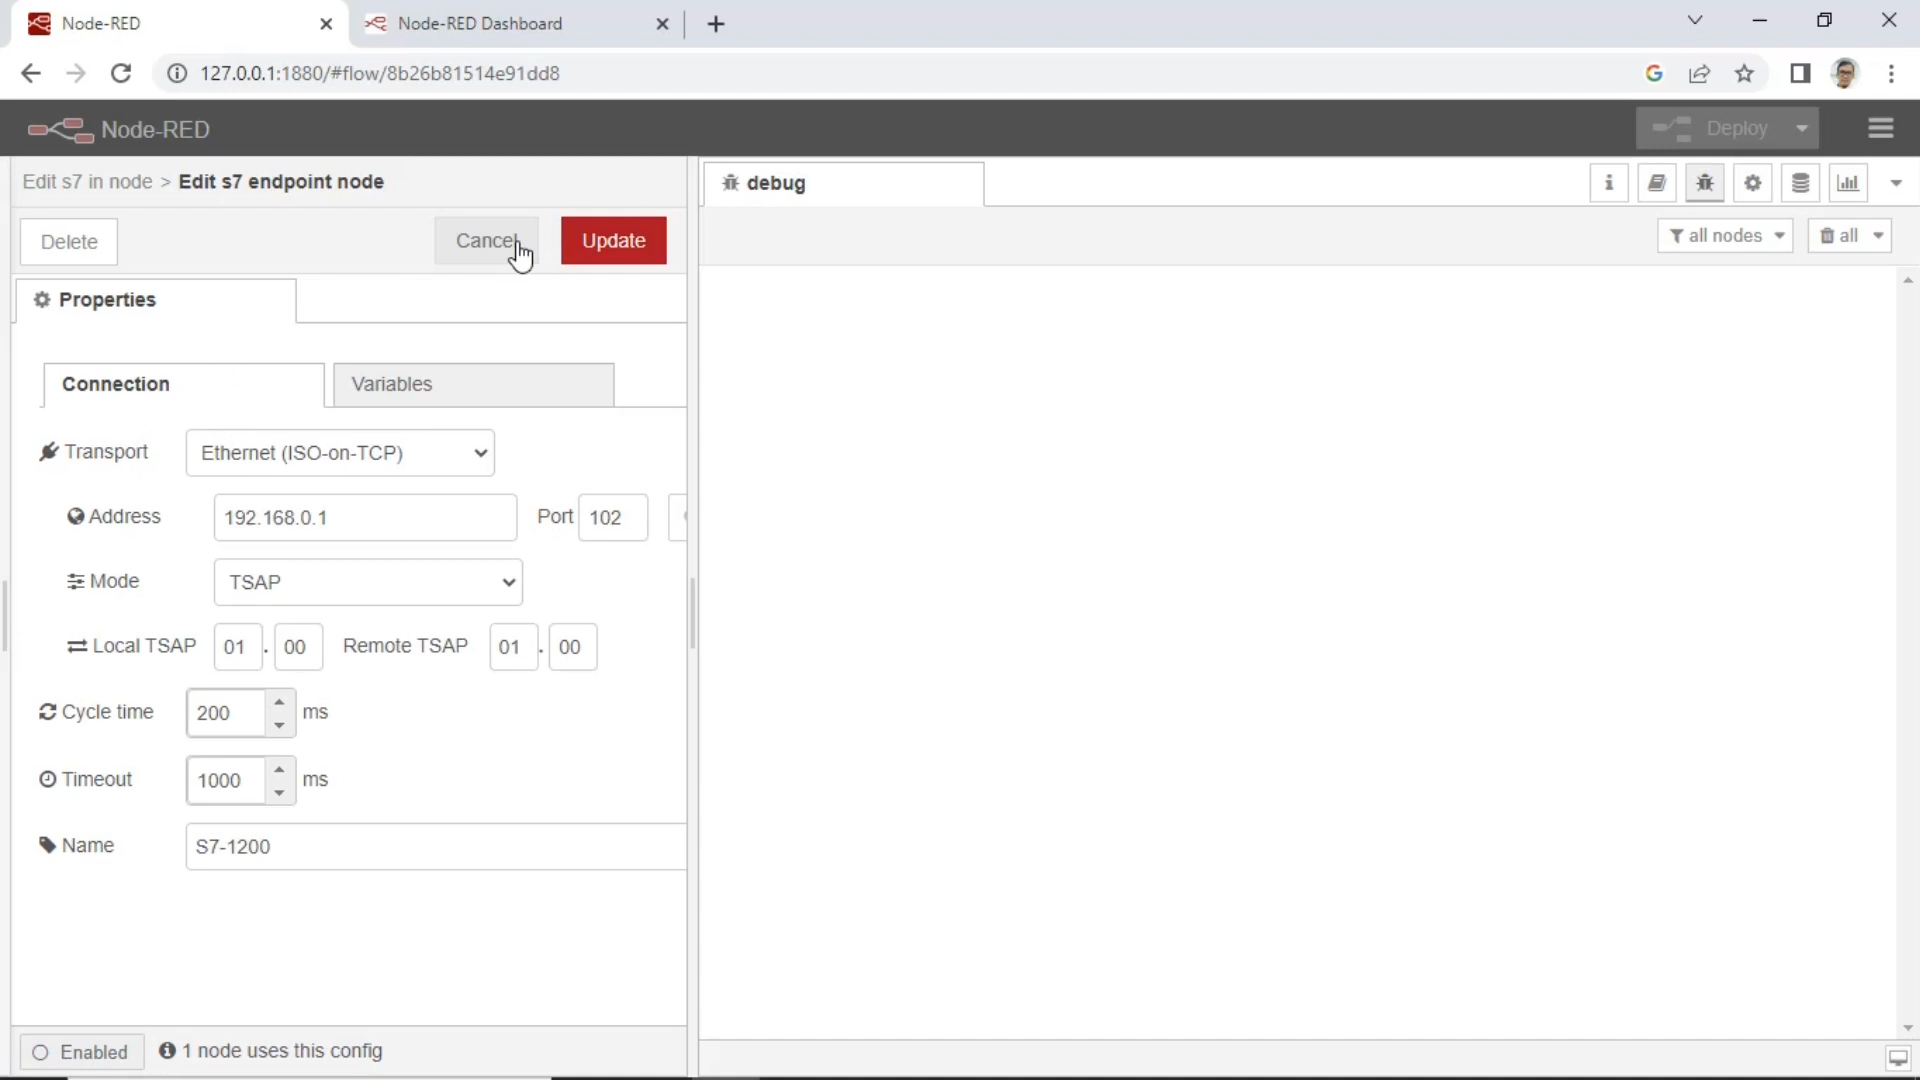 Node-RED
Node-RED Dashboard
127.0.0.1:1880/#flow/8b26b81514e91dd8
Node-RED
Deploy
Edit s7 in node > Edit s7 endpoint node
debug
Delete
Cancel
Update
all nodes
all
Properties
Connection
Variables
Transport
Ethernet (ISO-on-TCP)
Address
192.168.0.1
Port
102
Mode
TSAP
Local TSAP
01 . 00
Remote TSAP
01 . 00
Cycle time
200
ms
Timeout
1000
ms
Name
S7-1200
Enabled
1 node uses this config